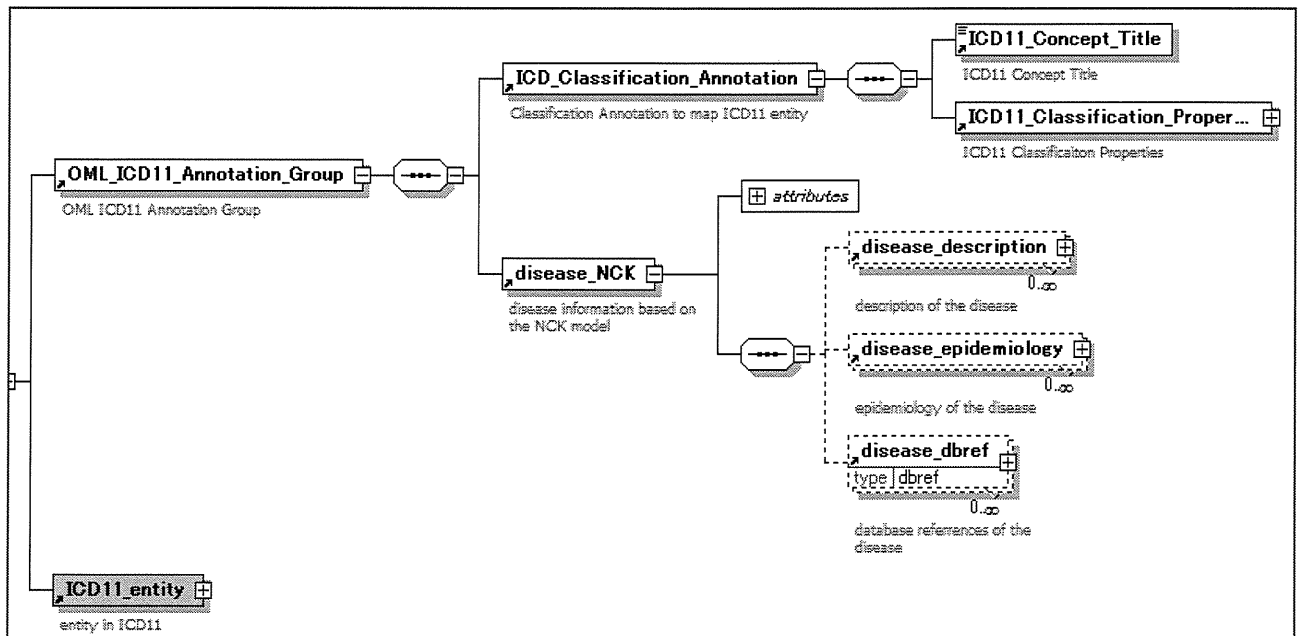 ICD11_Concept_Title
ICD11 Concept Title
ICD_Classification_Annotation
Classification Annotation to map ICD11 entity
ICD11_Classification_Proper...
ICD11 Classificaiton Properties
OML_ICD11_Annotation_Group
OML ICD11 Annotation Group
attributes
disease_description
0..∞
description of the disease
disease_NCK
disease information based on
the NCK model
disease_epidemiology
0..∞
epidemiology of the disease
disease_dbref
type dbref
0..∞
database referrences of the
disease
ICD11_entity
entity in ICD11